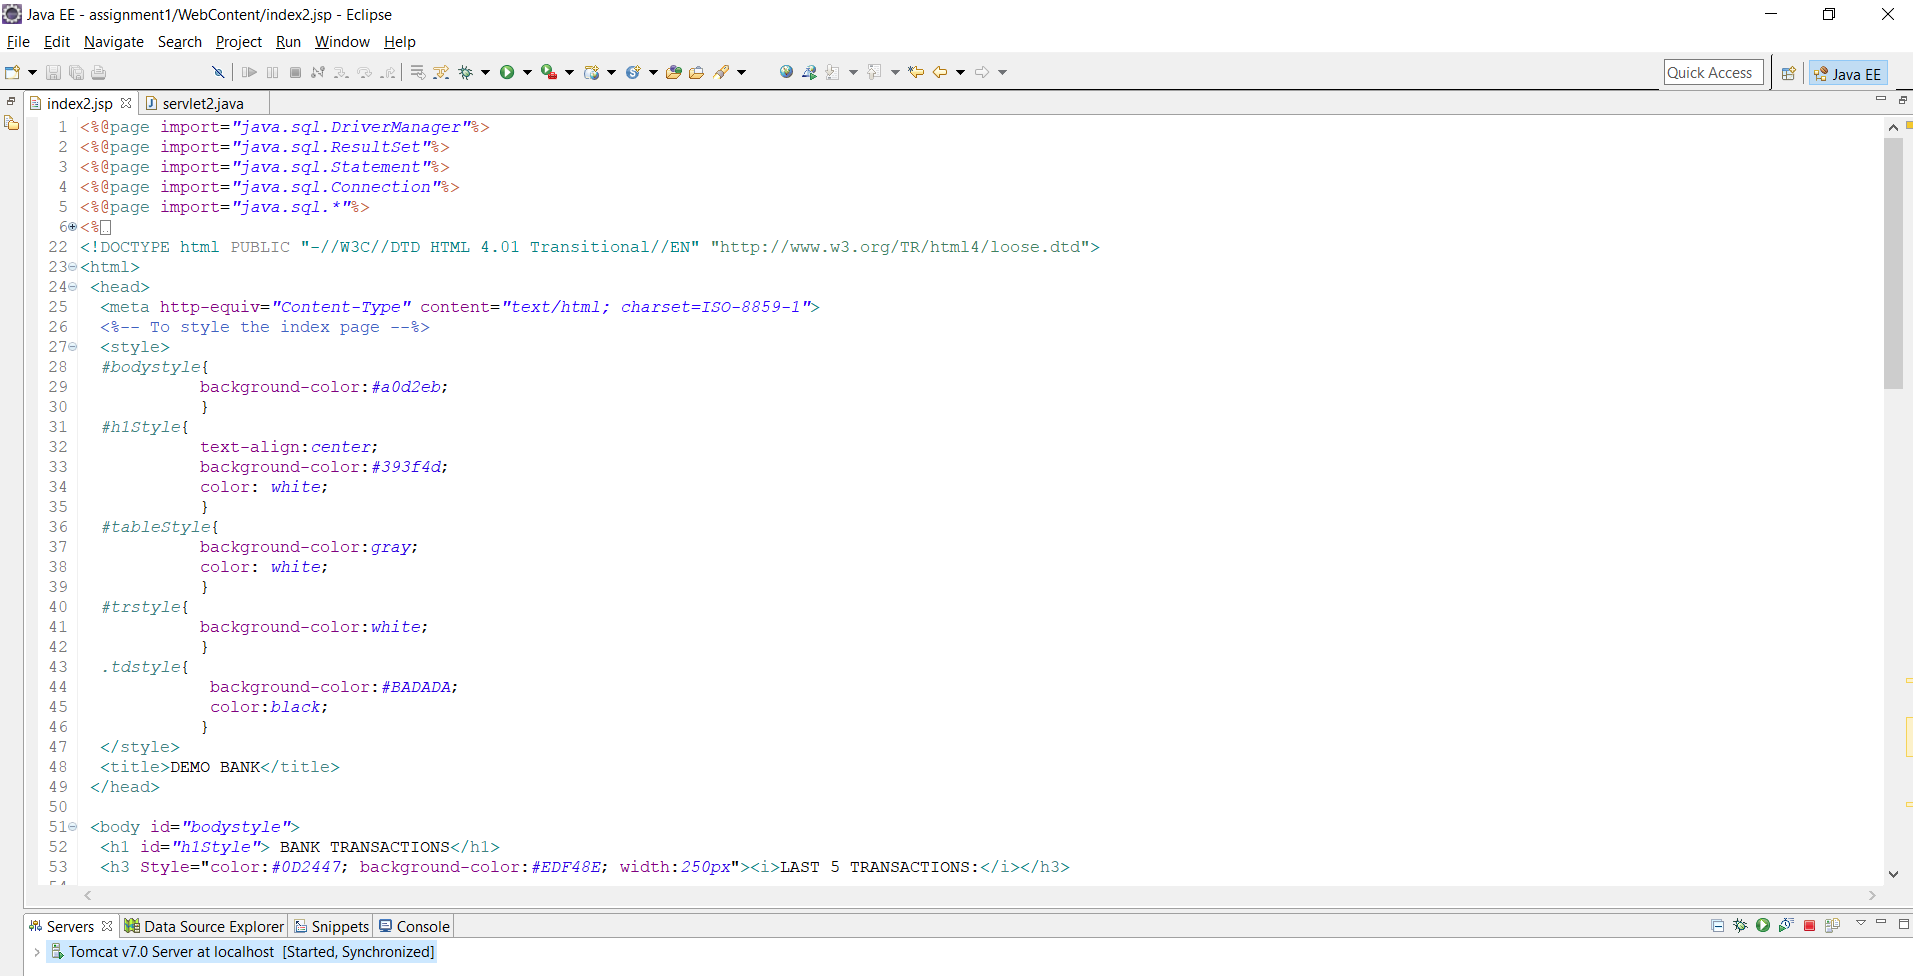 Java EE - assignment1/WebContent/index2.jsp - Eclipse
File Edit Navigate Search Project Run Window Help
Quick Access Java EE
index2.jsp servlet2.java
1 <%@page import="java.sql.DriverManager"%>
2 <%@page import="java.sql.ResultSet"%>
3 <%@page import="java.sql.Statement"%>
4 <%@page import="java.sql.Connection"%>
5 <%@page import="java.sql.*"%>
6 <%..
22 <!DOCTYPE html PUBLIC "-//W3C//DTD HTML 4.01 Transitional//EN" "http://www.w3.org/TR/html4/loose.dtd">
23 <html>
24 <head>
25 <meta http-equiv="Content-Type" content="text/html; charset=ISO-8859-1">
26 <%-- To style the index page --%>
27 <style>
28 #bodystyle{
29 background-color:#a0d2eb;
30 }
31 #h1Style{
32 text-align:center;
33 background-color:#393f4d;
34 color: white;
35 }
36 #tableStyle{
37 background-color:gray;
38 color: white;
39 }
40 #trstyle{
41 background-color:white;
42 }
43 .tdstyle{
44 background-color:#BADADA;
45 color:black;
46 }
47 </style>
48 <title>DEMO BANK</title>
49 </head>
50
51 <body id="bodystyle">
52 <h1 id="h1Style"> BANK TRANSACTIONS</h1>
53 <h3 Style="color:#0D2447; background-color:#EDF48E; width:250px"><i>LAST 5 TRANSACTIONS:</i></h3>
54
Servers Data Source Explorer Snippets Console
Tomcat v7.0 Server at localhost [Started, Synchronized]